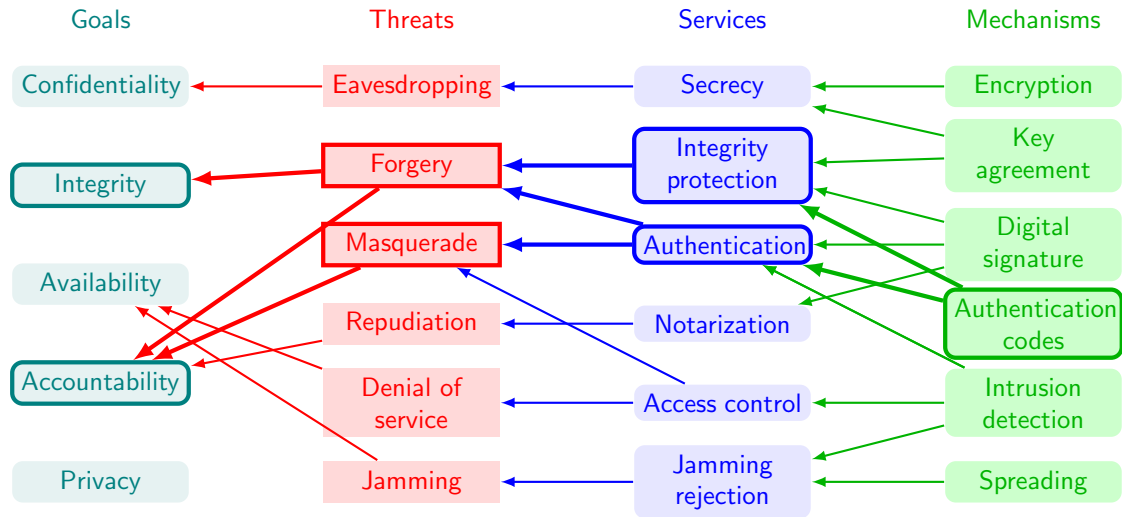 Goals
Threats
Services
Mechanisms
Confidentiality
Eavesdropping
Secrecy
Encryption
Integrity
Forgery
Integrity
protection
Key
agreement
Masquerade
Authentication
Digital
signature
Availability
Repudiation
Notarization
Authentication
codes
Accountability
Denial of
service
Access control
Intrusion
detection
Privacy
Jamming
Jamming
rejection
Spreading